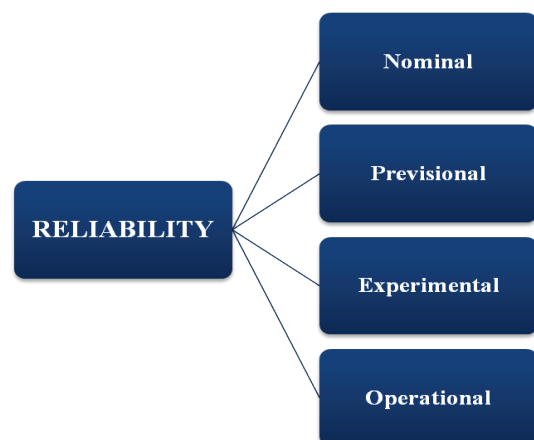 Nominal
Previsional
RELIABILITY
Experimental
Operational